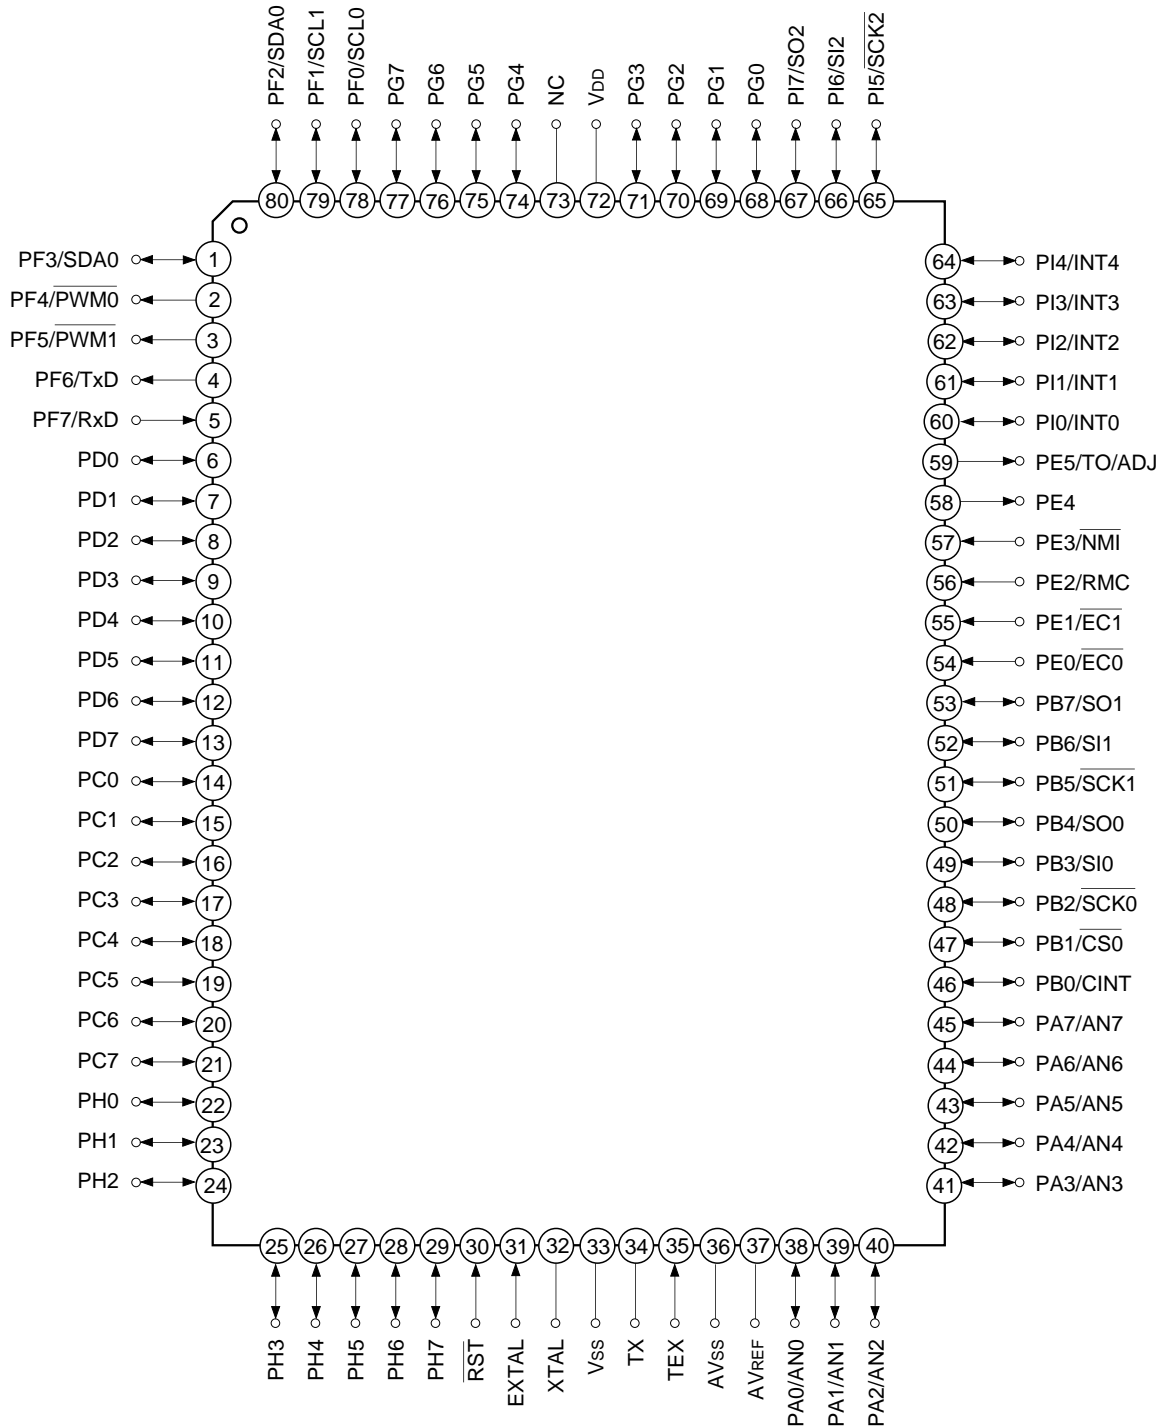 PF2/SDA0
PF1/SCL1
PF0/SCL0
PG7
PG6
PG5
PG4
NC
VDD
PG3
PG2
PG1
PG0
PI7/SO2
PI6/SI2
PI5/SCK2
80 79 78 77 76 75 74 73 72 71 70 69 68 67 66 65
PF3/SDA0 1
PF4/PWM0 2
PF5/PWM1 3
PF6/TxD 4
PF7/RxD 5
PD0 6
PD1 7
PD2 8
PD3 9
PD4 10
PD5 11
PD6 12
PD7 13
PC0 14
PC1 15
PC2 16
PC3 17
PC4 18
PC5 19
PC6 20
PC7 21
PH0 22
PH1 23
PH2 24
64 PI4/INT4
63 PI3/INT3
62 PI2/INT2
61 PI1/INT1
60 PI0/INT0
59 PE5/TO/ADJ
58 PE4
57 PE3/NMI
56 PE2/RMC
55 PE1/EC1
54 PE0/EC0
53 PB7/SO1
52 PB6/SI1
51 PB5/SCK1
50 PB4/SO0
49 PB3/SI0
48 PB2/SCK0
47 PB1/CS0
46 PB0/CINT
45 PA7/AN7
44 PA6/AN6
43 PA5/AN5
42 PA4/AN4
41 PA3/AN3
25 26 27 28 29 30 31 32 33 34 35 36 37 38 39 40
PH3
PH4
PH5
PH6
PH7
RST
EXTAL
XTAL
Vss
TX
TEX
AVss
AVREF
PA0/AN0
PA1/AN1
PA2/AN2